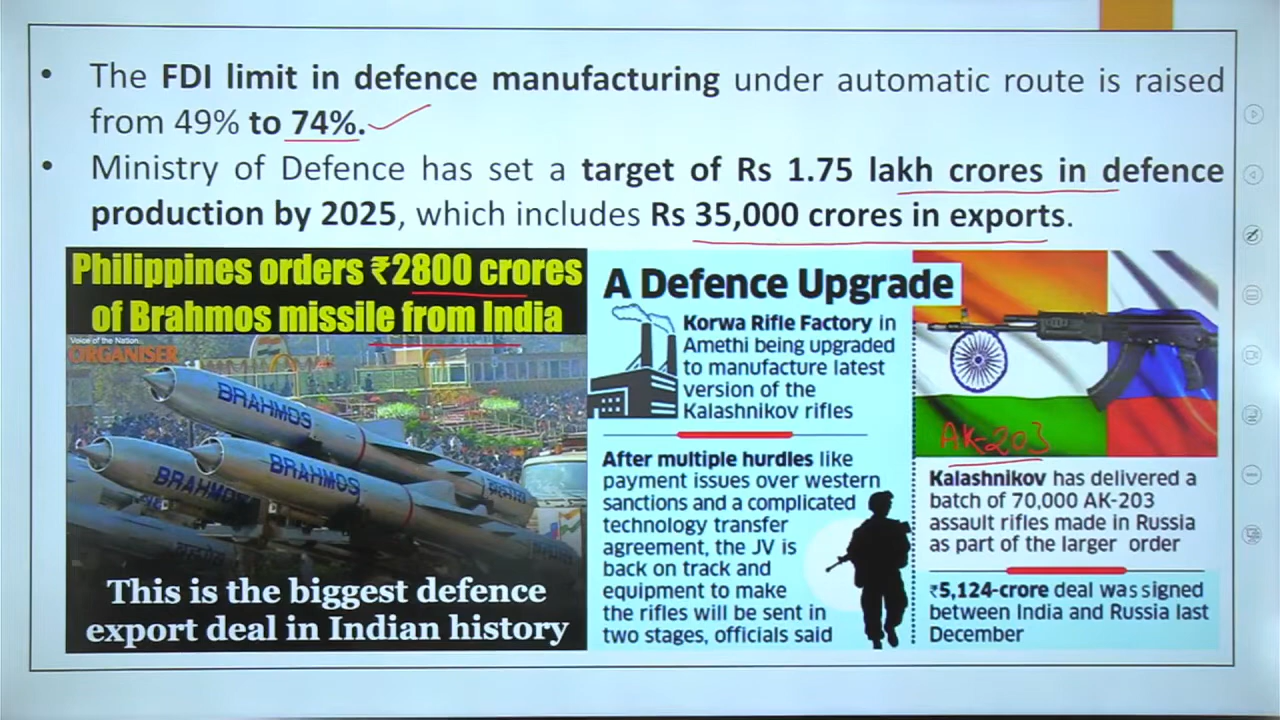 • The FDI limit in defence manufacturing under automatic route is raised
from 49% to 74%.
• Ministry of Defence has set a target of Rs 1.75 lakh crores in defence
production by 2025, which includes Rs 35,000 crores in exports.
Philippines orders ₹2800 crores
of Brahmos missile from India
Voice of the Nation...
ORGANISER
BRAHMOS
BRAHMOS
BRAHMOS
This is the biggest defence
export deal in Indian history
A Defence Upgrade
Korwa Rifle Factory in
Amethi being upgraded
to manufacture latest
version of the
Kalashnikov rifles
After multiple hurdles like
payment issues over western
sanctions and a complicated
technology transfer
agreement, the JV is
back on track and
equipment to make
the rifles will be sent in
two stages, officials said
AK-203
Kalashnikov has delivered a
batch of 70,000 AK-203
assault rifles made in Russia
as part of the larger order
₹5,124-crore deal was signed
between India and Russia last
December